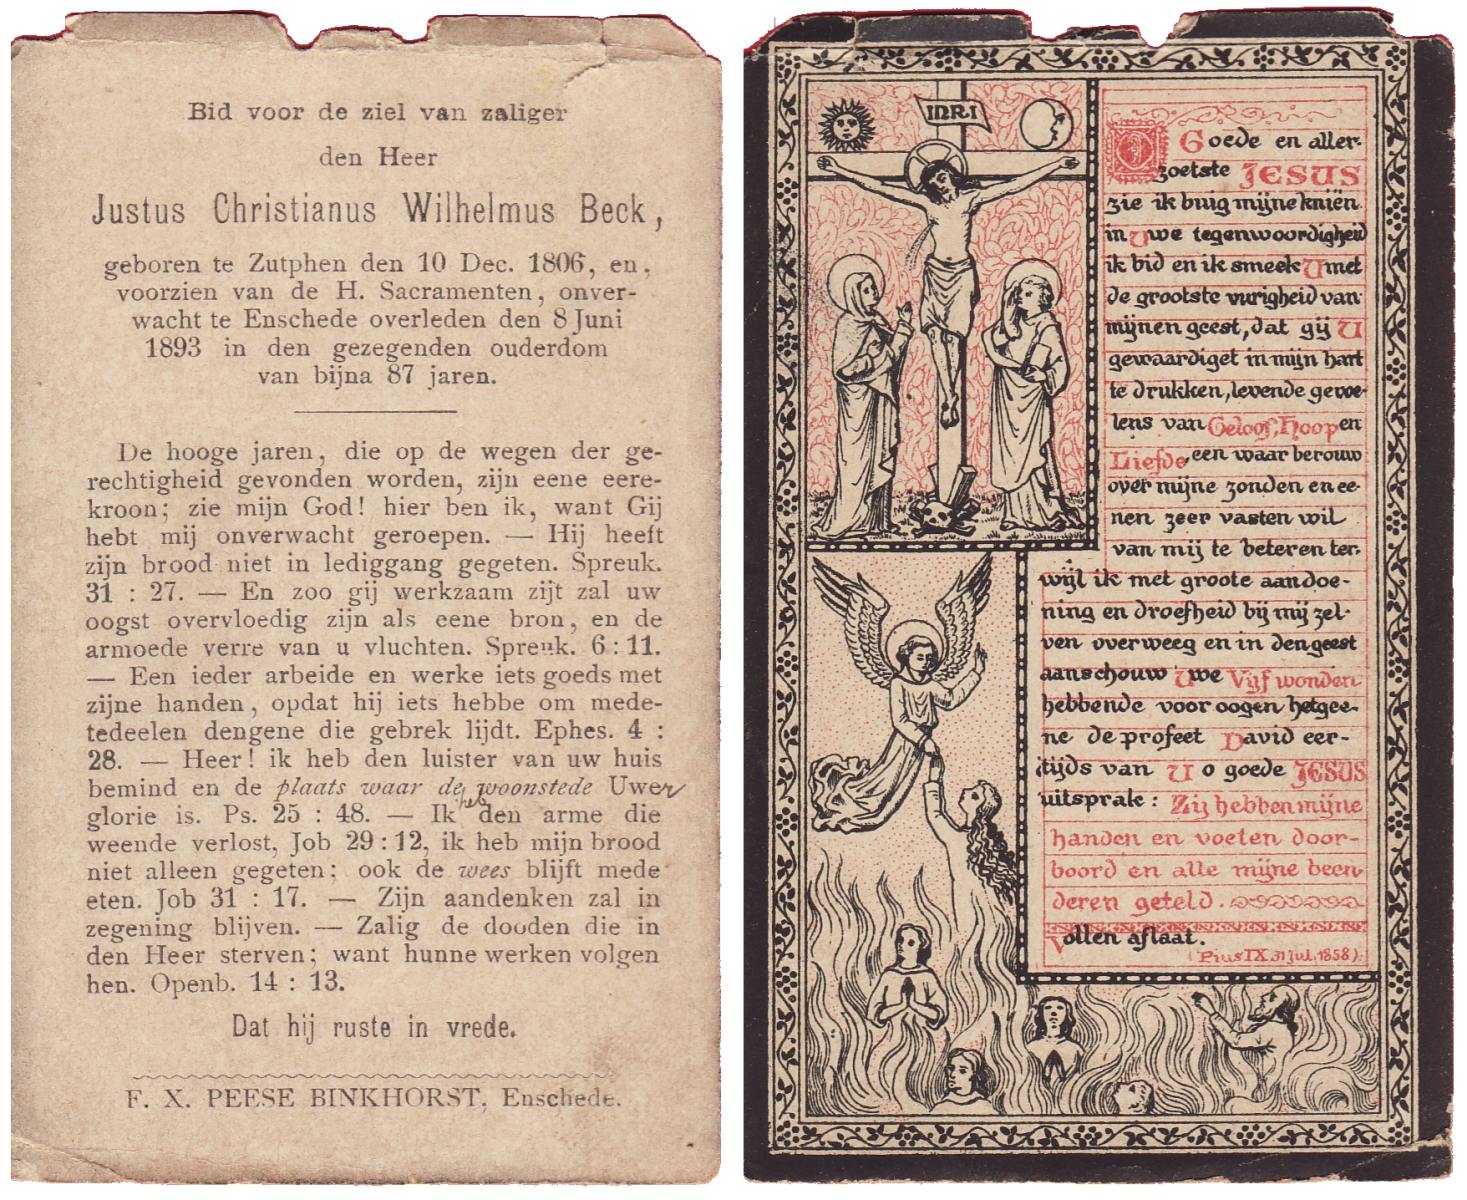 Bid voor de ziel van zaliger
den Heer
Justus Christianus Wilhelmus Beck,
geboren te Zutphen den 10 Dec. 1806, en,
voorzien van de H. Sacramenten, onver-
wacht te Enschede overleden den 8 Juni
1893 in den gezegenden ouderdom
van bijna 87 jaren.
De hooge jaren, die op de wegen der ge-
rechtigheid gevonden worden, zijn eene eere-
kroon; zie mijn God! hier ben ik, want Gij
hebt mij onverwacht geroepen. — Hij heeft
zijn brood niet in lediggang gegeten. Spreuk.
31 : 27. — En zoo gij werkzaam zijt zal uw
oogst overvloedig zijn als eene bron, en de
armoede verre van u vluchten. Spreuk. 6 : 11.
— Een ieder arbeide en werke iets goeds met
zijne handen, opdat hij iets hebbe om mede-
tedeelen dengene die gebrek lijdt. Ephes. 4 :
28. — Heer! ik heb den luister van uw huis
bemind en de plaats waar de woonstede Uwer
glorie is. Ps. 25 : 48. — Ik heb den arme die
weende verlost, Job 29 : 12, ik heb mijn brood
niet alleen gegeten; ook de wees blijft mede
eten. Job 31 : 17. — Zijn aandenken zal in
zegening blijven. — Zalig de dooden die in
den Heer sterven; want hunne werken volgen
hen. Openb. 14 : 13.
Dat hij ruste in vrede.
F. X. PEESE BINKHORST, Enschede.
INRI
O Goede en aller-
zoetste JESUS
zie ik buig mijne kniën
in Uwe tegenwoordigheid
ik bid en ik smeek U met
de grootste vurigheid van
mijnen geest, dat gij U
gewaardiget in mijn hart
te drukken, levende gevoe-
lens van Geloof, Hoop en
Liefde, een waar berouw
over mijne zonden en ee-
nen zeer vasten wil
van mij te beteren ter-
wijl ik met groote aandoe-
ning en droefheid bij mij zel-
ven overweeg en in den geest
aanschouw Uwe Vijf wonden
hebbende voor oogen hetgee-
ne de profeet David eer-
tijds van U o goede JESUS
uitsprak: Zij hebben mijne
handen en voeten door-
boord en alle mijne been-
deren geteld.
Vollen aflaat.
(Pius IX 31 Jul. 1858).